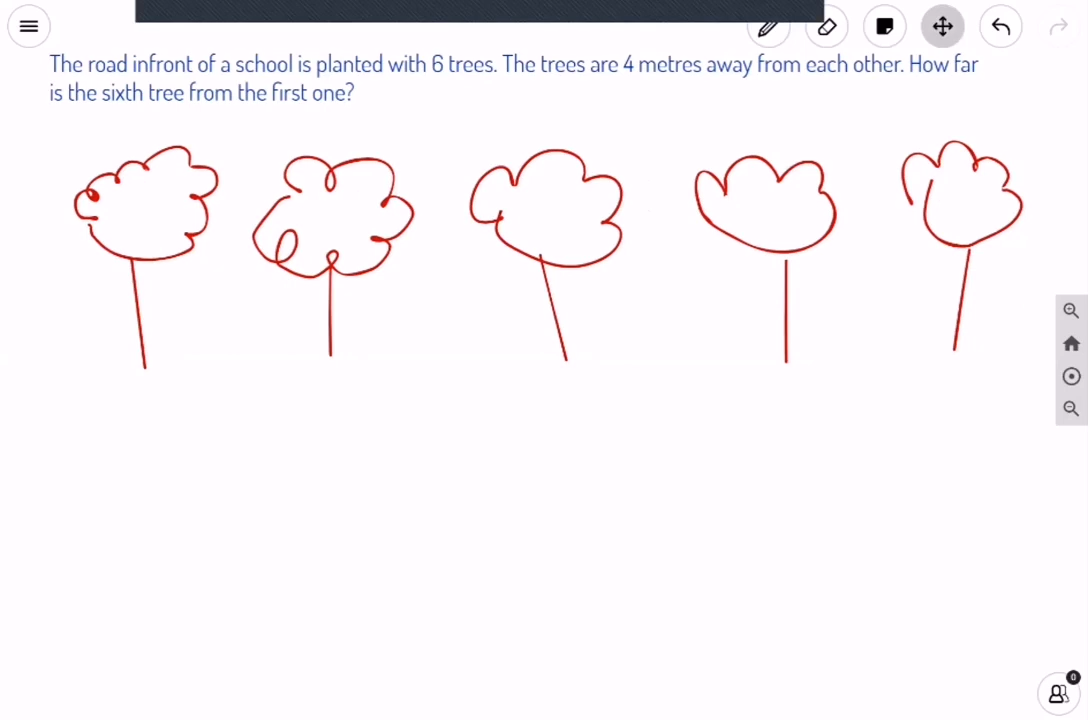 The road infront of a school is planted with 6 trees. The trees are 4 metres away from each other. How far
is the sixth tree from the first one?
0